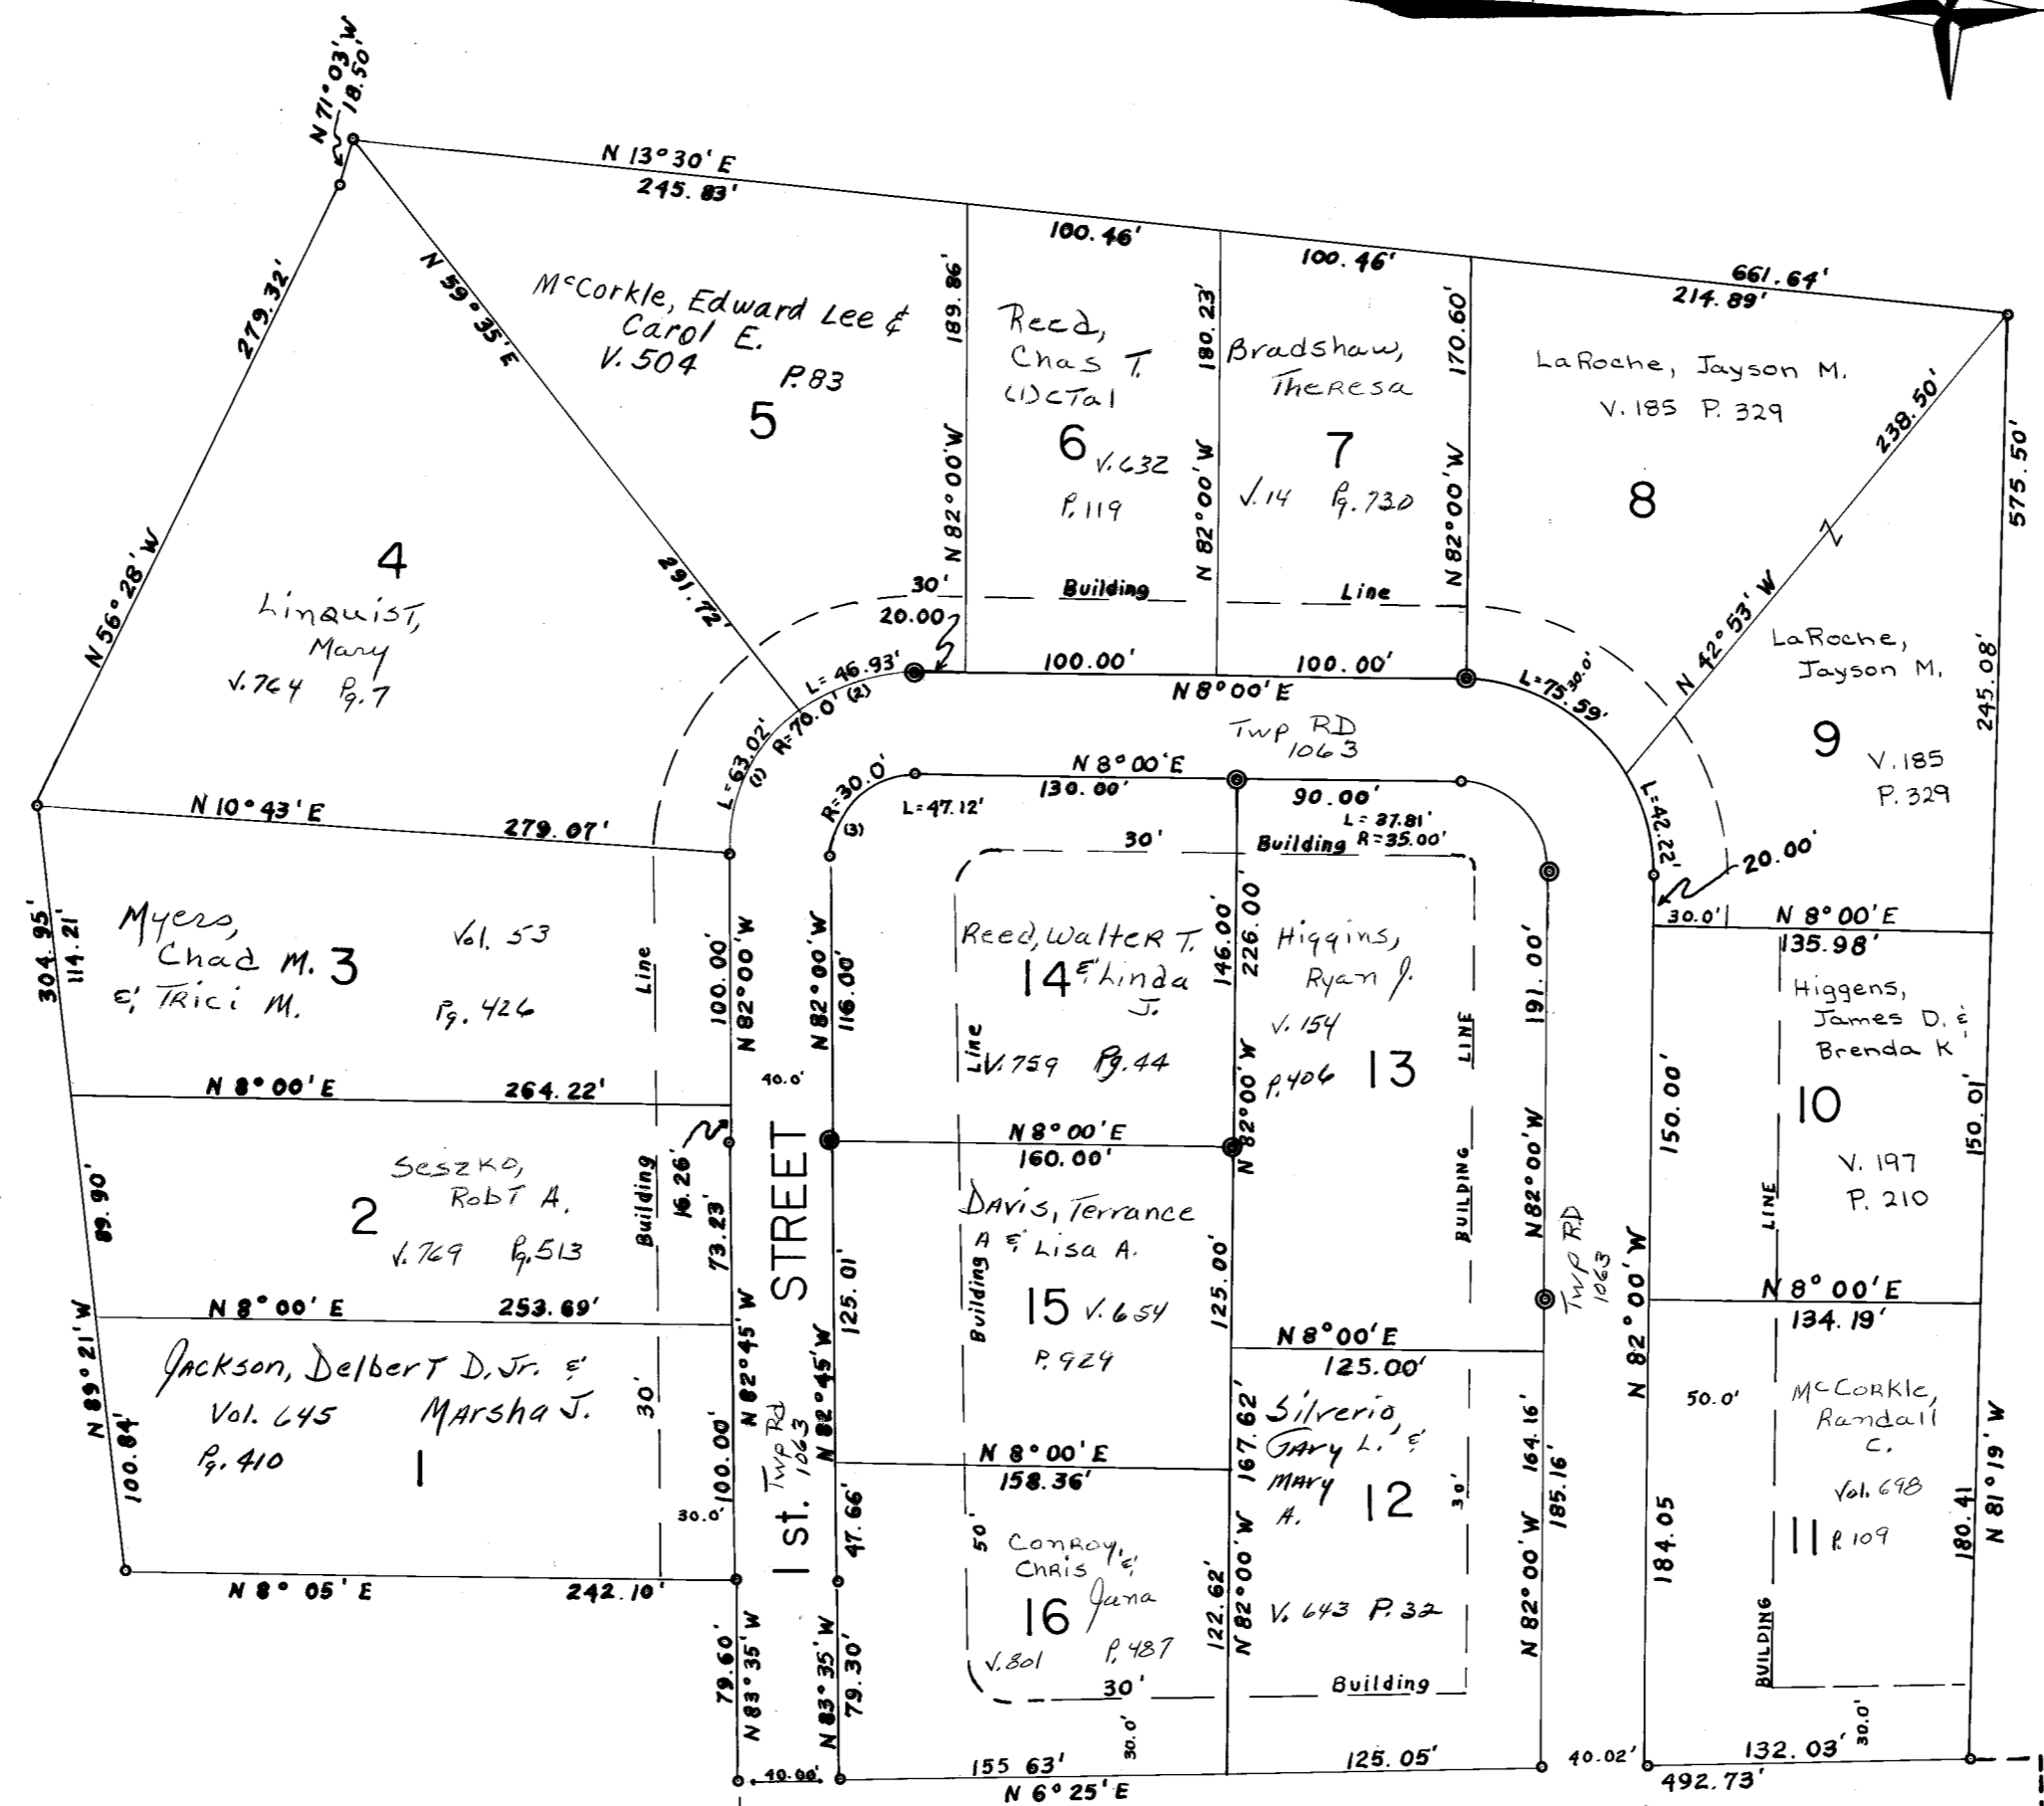 N 71° 03' W
18.50'
N 13° 30' E
245.83'
100.46'
100.46'
661.64'
214.89'
279.32'
N 56° 28' W
N 59° 35' E
291.72'
McCorkle, Edward Lee &
Carol E.
V. 504 P. 83
5
189.86'
N 82° 00' W
Reed,
Chas T.
6 V. 632
P. 119
180.23'
N 82° 00' W
Bradshaw,
Theresa
7
V. 14 Pg. 730
170.60'
N 82° 00' W
LaRoche, Jayson M.
V. 185 P. 329
8
238.50'
N 42° 53' W
575.50'
4
Linquist,
Mary
V. 764 Pg. 7
30'
Building Line
20.00
L= 46.93'
R= 70.0' (2)
L= 63.02'
(1)
100.00'
100.00'
N 8° 00' E
L= 75.59'
30.0'
LaRoche,
Jayson M.
9
V. 185
P. 329
245.08'
L= 42.22'
20.00'
Twp RD
1063
N 8° 00' E
130.00'
90.00'
R= 30.0'
(3)
L= 47.12'
L= 37.81'
R= 35.00'
30'
Building
N 10° 43' E
279.07'
304.95'
114.21'
Myers,
Chad M. 3
& Trici M.
Vol. 53
Pg. 426
Line
100.00'
N 82° 00' W
N 82° 00' W
116.00'
40.0'
Reed, Walter T.
14 & Linda
J.
Line
V. 759 Pg. 44
146.00'
226.00'
N 82° 00' W
Higgins,
Ryan J.
V. 154
P. 406 13
LINE
BUILDING
191.00'
N 82° 00' W
30.0'
N 8° 00' E
135.98'
Higgens,
James D. &
Brenda K
10
V. 197
P. 210
LINE
150.00'
150.01'
N 8° 00' E
264.22'
16.26'
73.23'
Building
89.90'
Seszko,
Robt A.
2
V. 769 Pg. 513
N 8° 00' E
160.00'
Davis, Terrance
A & Lisa A.
15 V. 654
P. 929
Building
125.01'
125.00'
STREET
1 st.
Twp Rd
1063
Twp RD
1063
N 82° 00' W
N 8° 00' E
134.19'
N 8° 00' E
253.69'
N 89° 21' W
100.84'
Jackson, Delbert D. Jr. &
Vol. 645 Marsha J.
Pg. 410
1
30'
30.0'
100.00'
N 82° 45' W
N 82° 45' W
N 8° 00' E
158.36'
47.66'
N 8° 00' E
125.00'
Silverio,
Gary L. &
Mary
A.
12
V. 643 P. 32
167.62'
30'
164.16'
185.16'
N 82° 00' W
50.0'
McCorkle,
Randall
C.
Vol. 698
11 P. 109
184.05
180.41
N 81° 19' W
BUILDING
N 8° 05' E
242.10'
50'
Conroy, &
Chris
16 Jana
V. 801 P. 487
122.62'
N 82° 00' W
30'
Building
30.0'
79.60'
N 83° 35' W
N 83° 35' W
79.30'
40.00'
155 63'
N 6° 25' E
125.05'
40.02'
132.03'
30.0'
492.73'